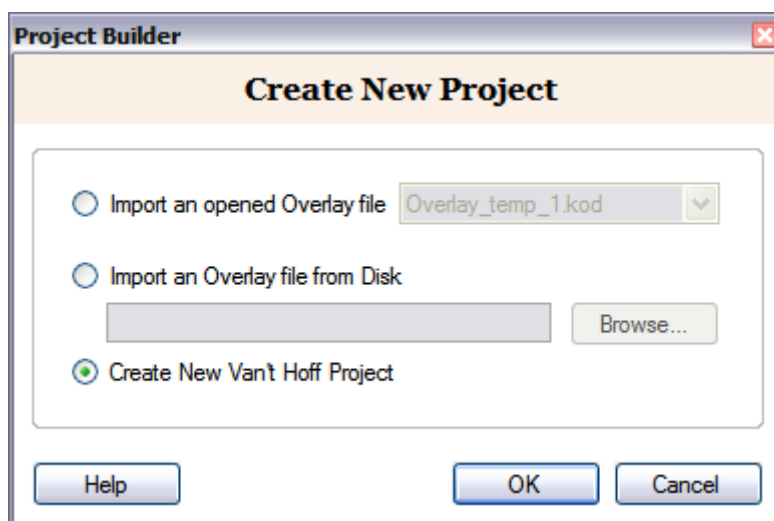 Project Builder
Create New Project
Import an opened Overlay file Overlay_temp_1.kod
Import an Overlay file from Disk
Browse...
Create New Van't Hoff Project
Help OK Cancel